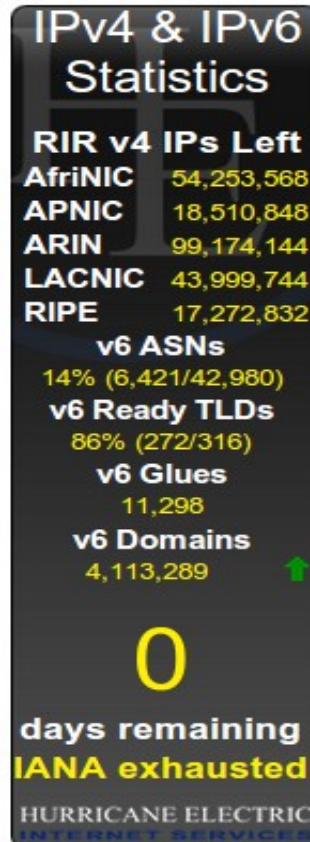 IPv4 & IPv6
Statistics
RIR v4 IPs Left
AfriNIC 54,253,568
APNIC 18,510,848
ARIN 99,174,144
LACNIC 43,999,744
RIPE 17,272,832
v6 ASNs
14% (6,421/42,980)
v6 Ready TLDs
86% (272/316)
v6 Glues
11,298
v6 Domains
4,113,289
0
days remaining
IANA exhausted
HURRICANE ELECTRIC
INTERNET SERVICES